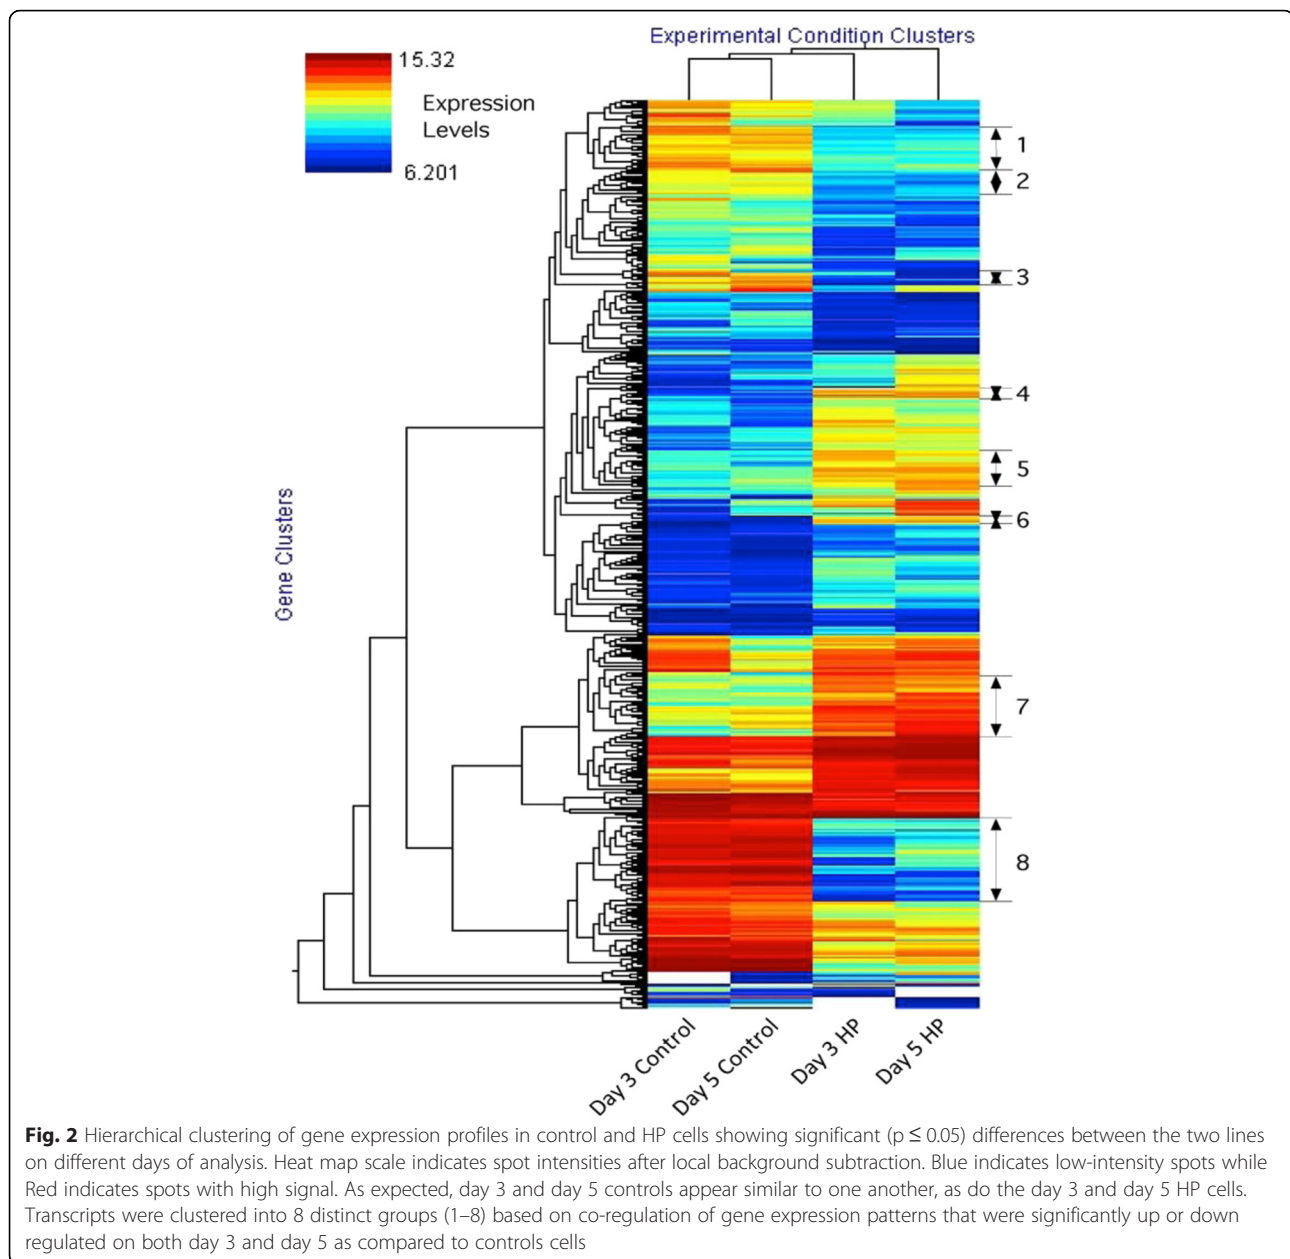 Experimental Condition Clusters
15.32
Expression
Levels
6.201
1
2
3
4
5
6
7
8
Gene Clusters
Day 3 Control
Day 5 Control
Day 3 HP
Day 5 HP
Fig. 2 Hierarchical clustering of gene expression profiles in control and HP cells showing significant (p ≤ 0.05) differences between the two lines
on different days of analysis. Heat map scale indicates spot intensities after local background subtraction. Blue indicates low-intensity spots while
Red indicates spots with high signal. As expected, day 3 and day 5 controls appear similar to one another, as do the day 3 and day 5 HP cells.
Transcripts were clustered into 8 distinct groups (1–8) based on co-regulation of gene expression patterns that were significantly up or down
regulated on both day 3 and day 5 as compared to controls cells